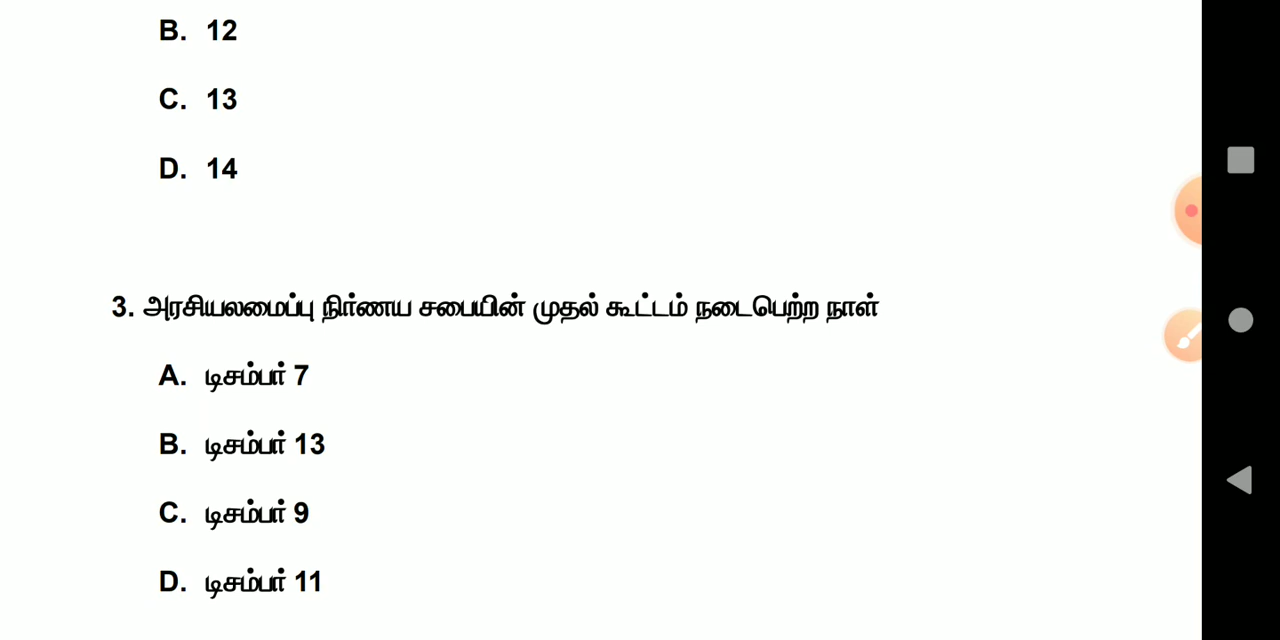 B. 12
C. 13
D. 14
3. அரசியலமைப்பு நிர்ணய சபையின் முதல் கூட்டம் நடைபெற்ற நாள்
A. டிசம்பர் 7
B. டிசம்பர் 13
C. டிசம்பர் 9
D. டிசம்பர் 11